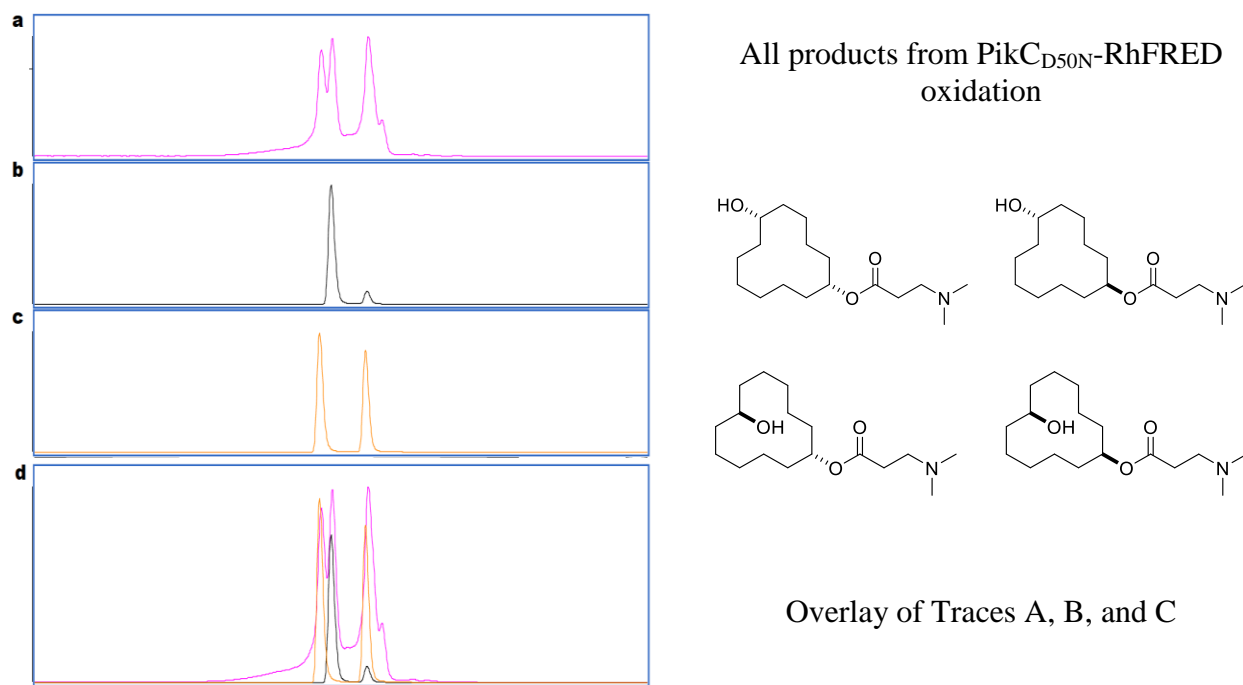 a
All products from PikCD50N-RhFRED
oxidation
b
HO
O
O
N
HO
O
O
N
c
OH
O
O
N
OH
O
O
N
d
Overlay of Traces A, B, and C